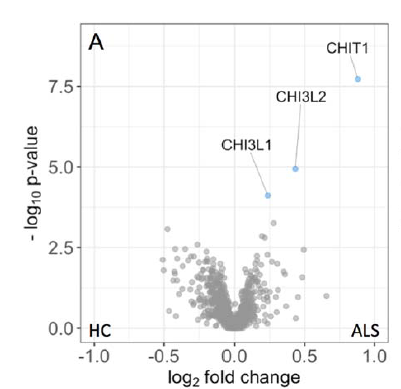 A
CHIT1
CHI3L2
CHI3L1
7.5
5.0
2.5
0.0
- log10 p-value
HC
ALS
-1.0
-0.5
0.0
0.5
1.0
log2 fold change